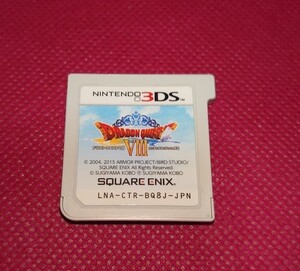 NINTENDO 3DS
DRAGON QUEST
VIII
© 2004, 2015 ARMOR PROJECT/BIRD STUDIO/
SQUARE ENIX All Rights Reserved.
© SUGIYAMA KOBO ℗ SUGIYAMA KOBO
SQUARE ENIX
LNA-CTR-BQ8J-JPN